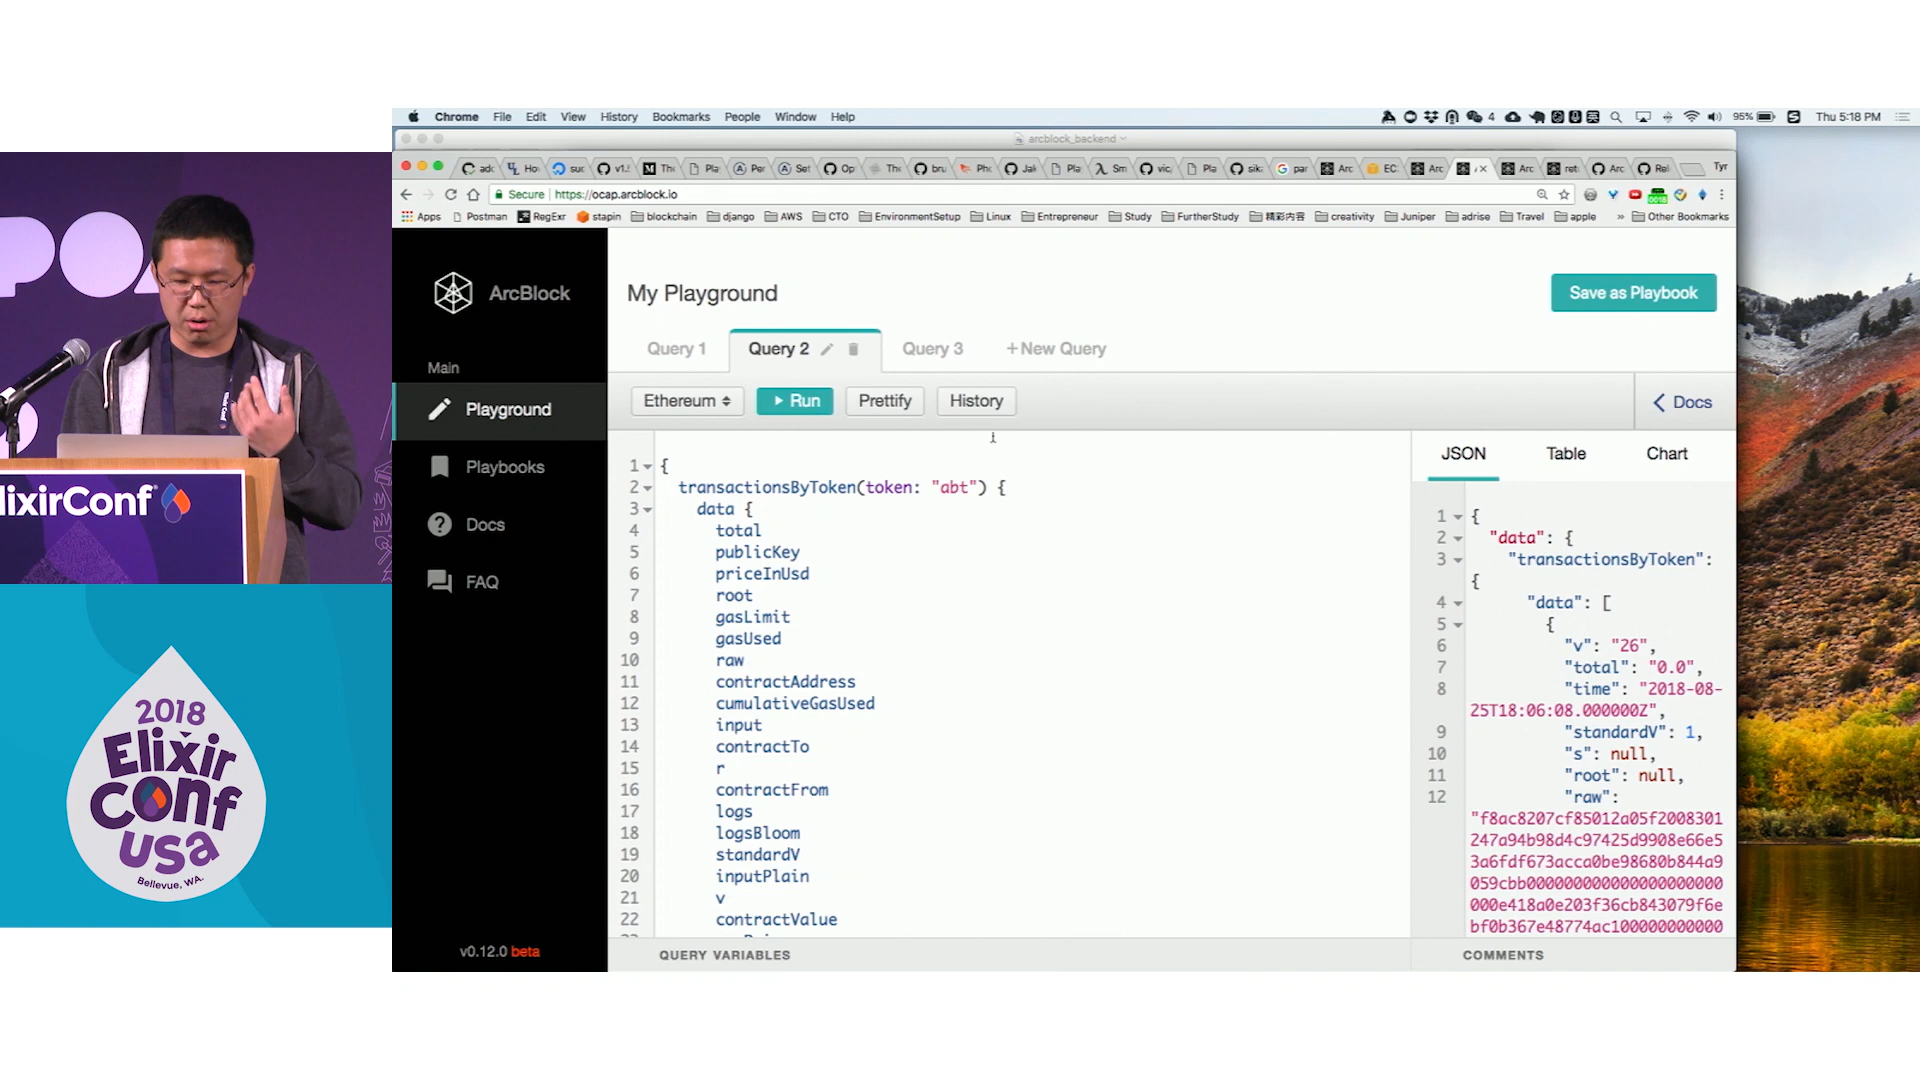 Chrome File Edit View History Bookmarks People Window Help 4 95% Thu 5:18 PM
arcblock_backend
Tyr
Secure https://ocap.arcblock.io
Apps Postman RegExr stapin blockchain django AWS CTO EnvironmentSetup Linux Entrepreneur Study FurtherStudy 精彩内容 creativity Juniper adrise Travel apple » Other Bookmarks
ArcBlock
Main
Playground
Playbooks
Docs
FAQ
v0.12.0 beta
My Playground
Save as Playbook
Query 1 Query 2 Query 3 +New Query
Ethereum Run Prettify History
Docs
1 {
2 transactionsByToken(token: "abt") {
3 data {
4 total
5 publicKey
6 priceInUsd
7 root
8 gasLimit
9 gasUsed
10 raw
11 contractAddress
12 cumulativeGasUsed
13 input
14 contractTo
15 r
16 contractFrom
17 logs
18 logsBloom
19 standardV
20 inputPlain
21 v
22 contractValue
QUERY VARIABLES
JSON Table Chart
1 {
2 "data": {
3 "transactionsByToken":
{
4 "data": [
5 {
6 "v": "26",
7 "total": "0.0",
8 "time": "2018-08-
25T18:06:08.000000Z",
9 "standardV": 1,
10 "s": null,
11 "root": null,
12 "raw":
"f8ac8207cf85012a05f2008301
247a94b98d4c97425d9908e66e5
3a6fdf673acca0be98680b844a9
059cbb000000000000000000000
000e418a0e203f36cb843079f6e
bf0b367e48774ac100000000000
COMMENTS
lixirConf
2018
Elixir
Conf
USA
Bellevue, WA.